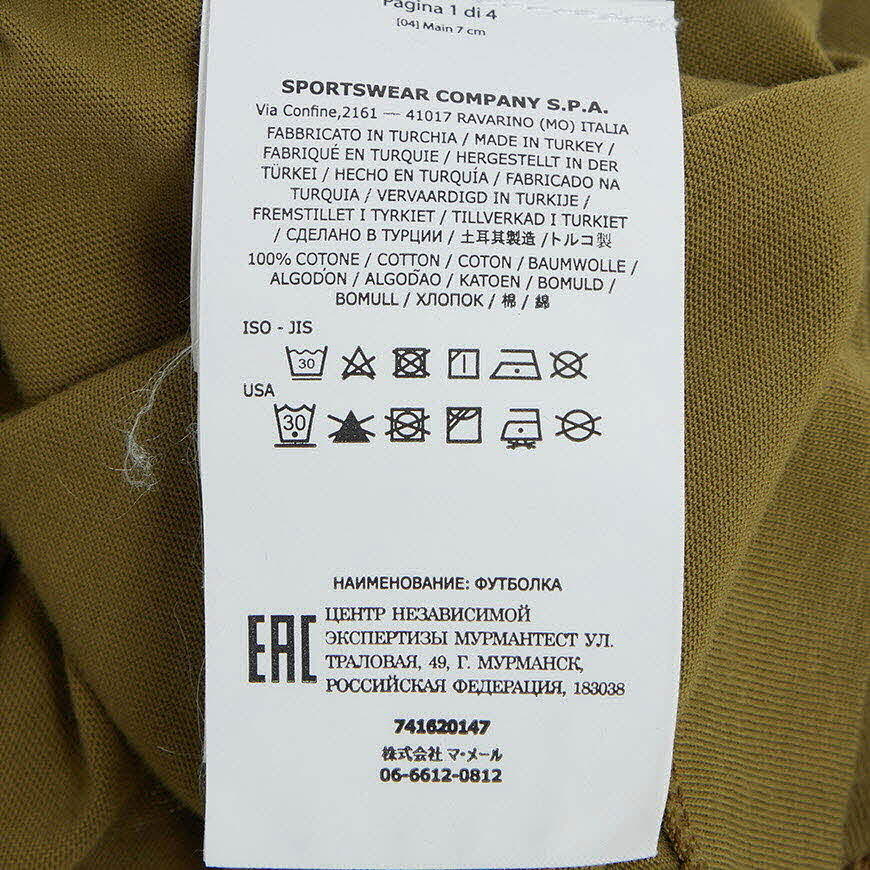 Pagina 1 di 4
[04] Main 7 cm
SPORTSWEAR COMPANY S.P.A.
Via Confine,2161 — 41017 RAVARINO (MO) ITALIA
FABBRICATO IN TURCHIA / MADE IN TURKEY /
FABRIQUÉ EN TURQUIE / HERGESTELLT IN DER
TÜRKEI / HECHO EN TURQUÍA / FABRICADO NA
TURQUIA / VERVAARDIGD IN TURKIJE /
FREMSTILLET I TYRKIET / TILLVERKAD I TURKIET
/ СДЕЛАНО В ТУРЦИИ / 土耳其製造 /トルコ製
100% COTONE / COTTON / COTON / BAUMWOLLE /
ALGODÓN / ALGODÃO / KATOEN / BOMULD /
BOMULL / ХЛОПОК / 棉 / 綿
ISO - JIS
30
USA
30
НАИМЕНОВАНИЕ: ФУТБОЛКА
EAC
ЦЕНТР НЕЗАВИСИМОЙ
ЭКСПЕРТИЗЫ МУРМАНТЕСТ УЛ.
ТРАЛОВАЯ, 49, Г. МУРМАНСК,
РОССИЙСКАЯ ФЕДЕРАЦИЯ, 183038
741620147
株式会社 マ・メール
06-6612-0812